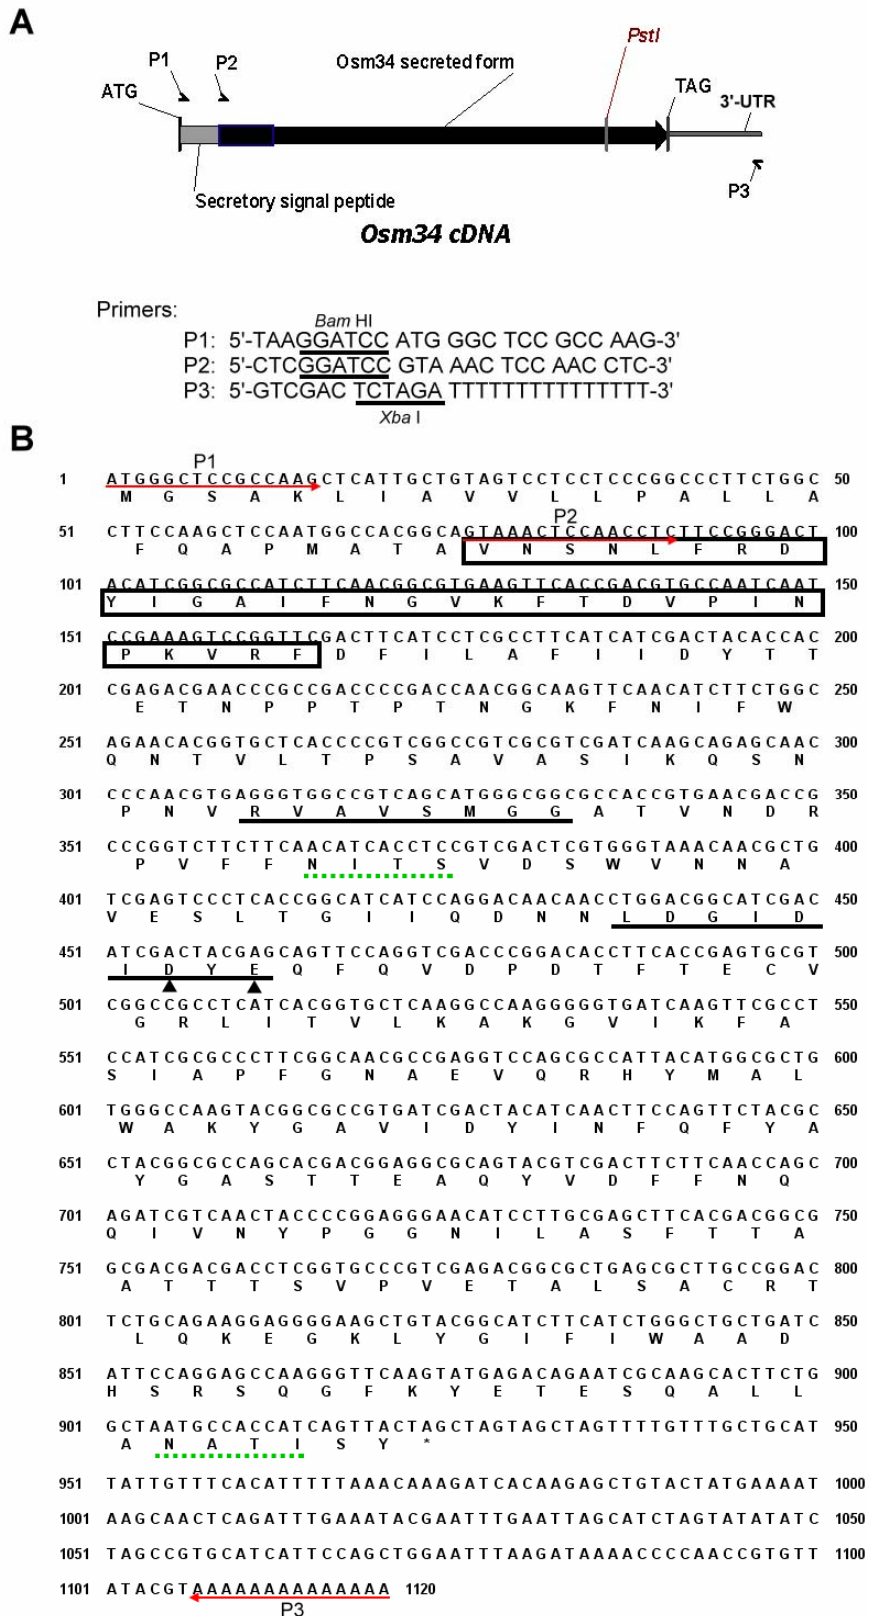 A
PstI
P1
P2
Osm34 secreted form
ATG
TAG
3'-UTR
P3
Secretory signal peptide
Osm34 cDNA
Primers:
Bam HI
P1: 5'-TAAGGATCC ATG GGC TCC GCC AAG-3'
P2: 5'-CTCGGATCC GTA AAC TCC AAC CTC-3'
P3: 5'-GTCGAC TCTAGA TTTTTTTTTTTTTTT-3'
Xba I
B
P1
1 ATGGGCTCCGCCAAGCTCATTGCTGTAGTCCTCCTCCCGGCCCTTCTGGC 50
M G S A K L I A V V L L P A L L A
P2
51 CTTCCAAGCTCCAATGGCCACGGCAGTAAACTCCAACCTCTTCCGGGACT 100
F Q A P M A T A V N S N L F R D
101 ACATCGGCGCCATCTTCAACGGCGTGAAGTTCACCGACGTGCCAATCAAT 150
Y I G A I F N G V K F T D V P I N
151 CCGAAAGTCCGGTTCGACTTCATCCTCGCCTTCATCATCGACTACACCAC 200
P K V R F D F I L A F I I D Y T T
201 CGAGACGAACCCGCCGACCCCGACCAACGGCAAGTTCAACATCTTCTGGC 250
E T N P P T P T N G K F N I F W
251 AGAACACGGTGCTCACCCCGTCGGCCGTCGCGTCGATCAAGCAGAGCAAC 300
Q N T V L T P S A V A S I K Q S N
301 CCCAACGTGAGGGTGGCCGTCAGCATGGGCGGCGCCACCGTGAACGACCG 350
P N V R V A V S M G G A T V N D R
351 CCCGGTCTTCTTCAACATCACCTCCGTCGACTCGTGGGTAAACAACGCTG 400
P V F F N I T S V D S W V N N A
401 TCGAGTCCCTCACCGGCATCATCCAGGACAACAACCTGGACGGCATCGAC 450
V E S L T G I I Q D N N L D G I D
451 ATCGACTACGAGCAGTTCCAGGTCGACCCGGACACCTTCACCGAGTGCGT 500
I D Y E Q F Q V D P D T F T E C V
501 CGGCCGCCTCATCACGGTGCTCAAGGCCAAGGGGGTGATCAAGTTCGCCT 550
G R L I T V L K A K G V I K F A
551 CCATCGCGCCCTTCGGCAACGCCGAGGTCCAGCGCCATTACATGGCGCTG 600
S I A P F G N A E V Q R H Y M A L
601 TGGGCCAAGTACGGCGCCGTGATCGACTACATCAACTTCCAGTTCTACGC 650
W A K Y G A V I D Y I N F Q F Y A
651 CTACGGCGCCAGCACGACGGAGGCGCAGTACGTCGACTTCTTCAACCAGC 700
Y G A S T T E A Q Y V D F F N Q
701 AGATCGTCAACTACCCCGGAGGGAACATCCTTGCGAGCTTCACGACGGCG 750
Q I V N Y P G G N I L A S F T T A
751 GCGACGACGACCTCGGTGCCCGTCGAGACGGCGCTGAGCGCTTGCCGGAC 800
A T T T S V P V E T A L S A C R T
801 TCTGCAGAAGGAGGGGAAGCTGTACGGCATCTTCATCTGGGCTGCTGATC 850
L Q K E G K L Y G I F I W A A D
851 ATTCCAGGAGCCAAGGGTTCAAGTATGAGACAGAATCGCAAGCACTTCTG 900
H S R S Q G F K Y E T E S Q A L L
901 GCTAATGCCACCATCAGTTACTAGCTAGTAGCTAGTTTTGTTTGCTGCAT 950
A N A T I S Y *
951 TATTGTTTCACATTTTTAAACAAAGATCACAAGAGCTGTACTATGAAAAT 1000
1001 AAGCAACTCAGATTTGAAATACGAATTTGAATTAGCATCTAGTATATATC 1050
1051 TAGCCGTGCATCATTCCAGCTGGAATTTAAGATAAAACCCCAACCGTGTT 1100
1101 ATACGTAAAAAAAAAAAAAA 1120
P3